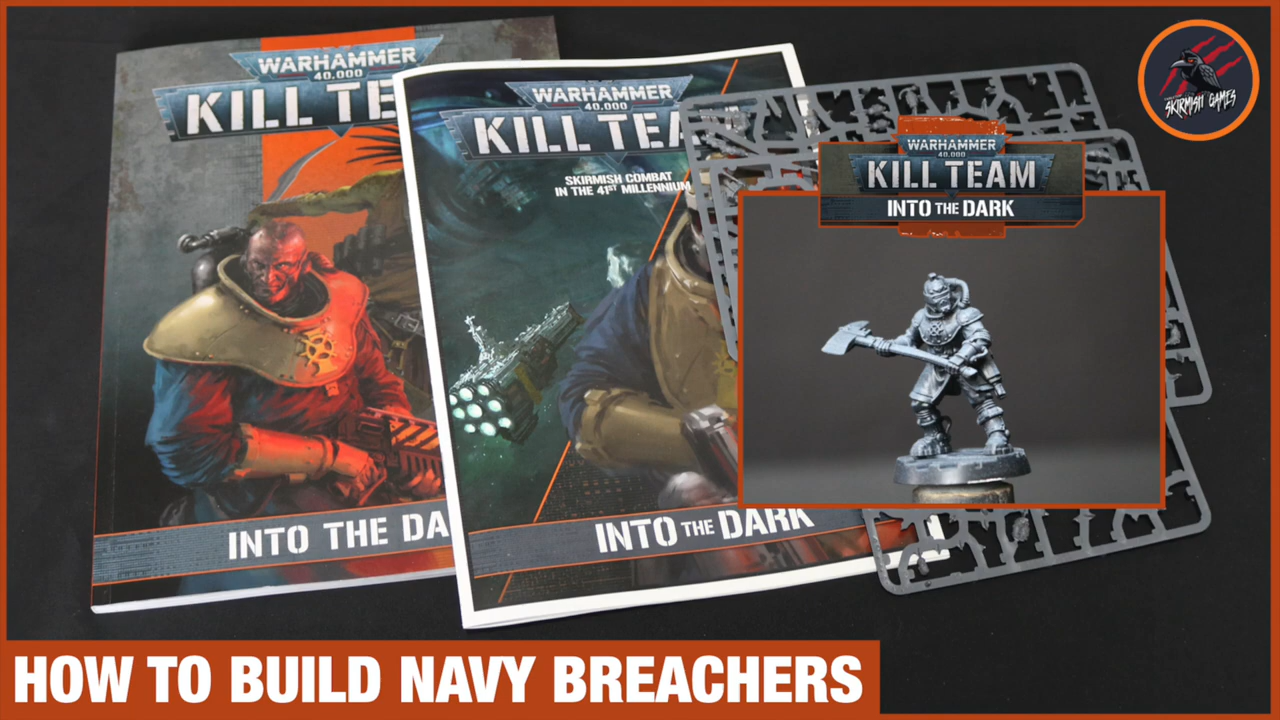 WARHAMMER
40,000
KILL TE
INTO THE DA
WARHAMMER
40,000
KILL TEA
SKIRMISH COMBAT
IN THE 41ST MILLENNIUM
INTO THE DARK
WARHAMMER
40,000
KILL TEAM
INTO THE DARK
SKIRMISH GAMES
HOW TO BUILD NAVY BREACHERS